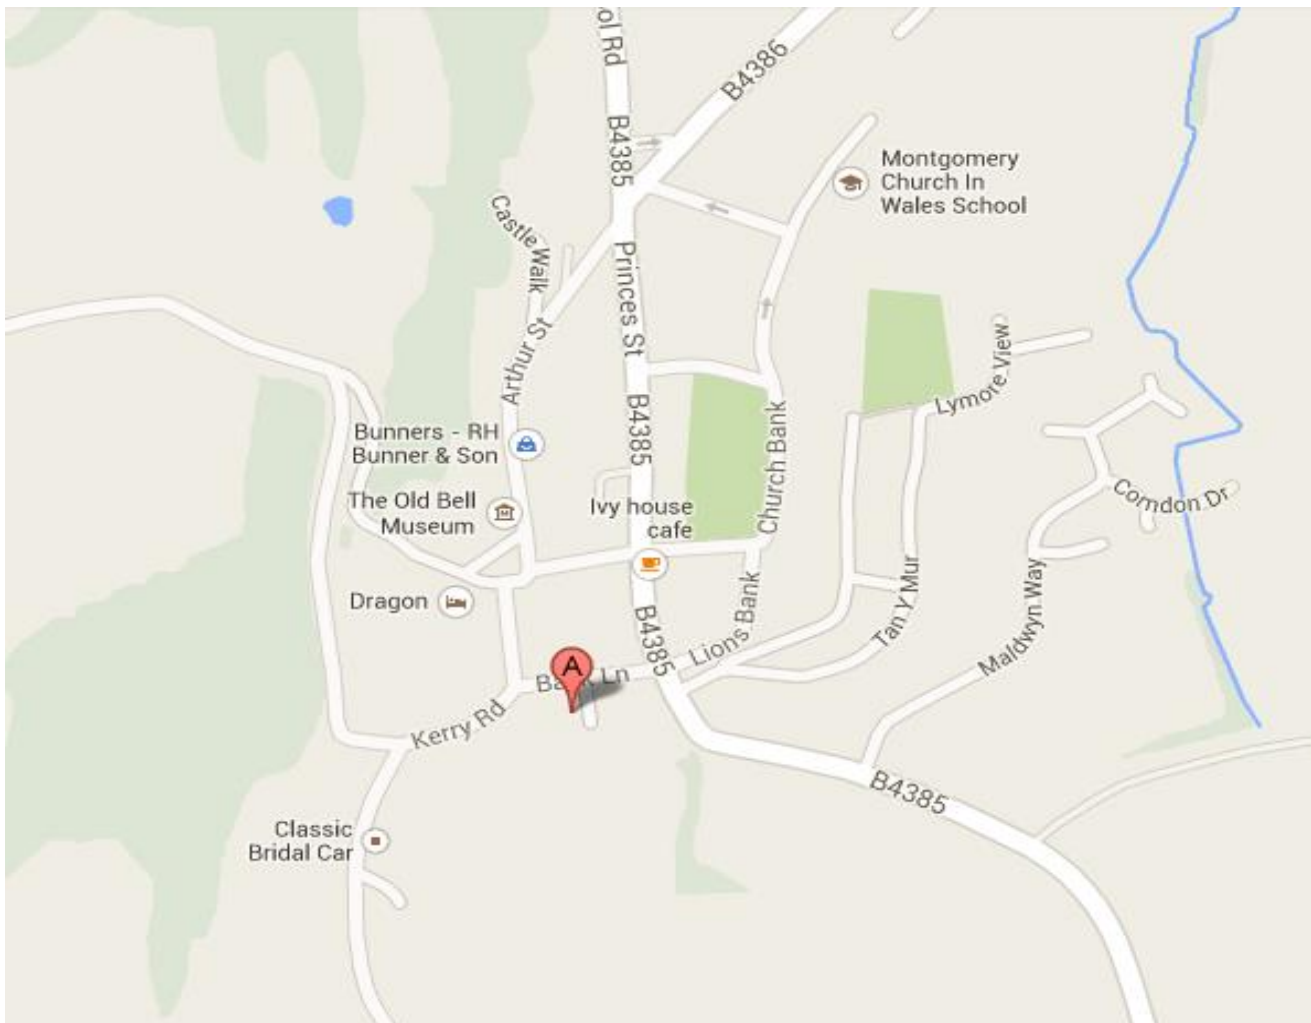 ol Rd
B4386
B4385
Montgomery
Church In
Wales School
Castle Walk
Princes St
Arthur St
Lymore View
B4385
Bunners - RH
Bunner & Son
Church Bank
The Old Bell
Museum
Ivy house
cafe
Corndon Dr
Dragon
B4385
Lions Bank
Tan Y Mur
Maldwyn Way
A
Ln
Kerry Rd
B4385
Classic
Bridal Car